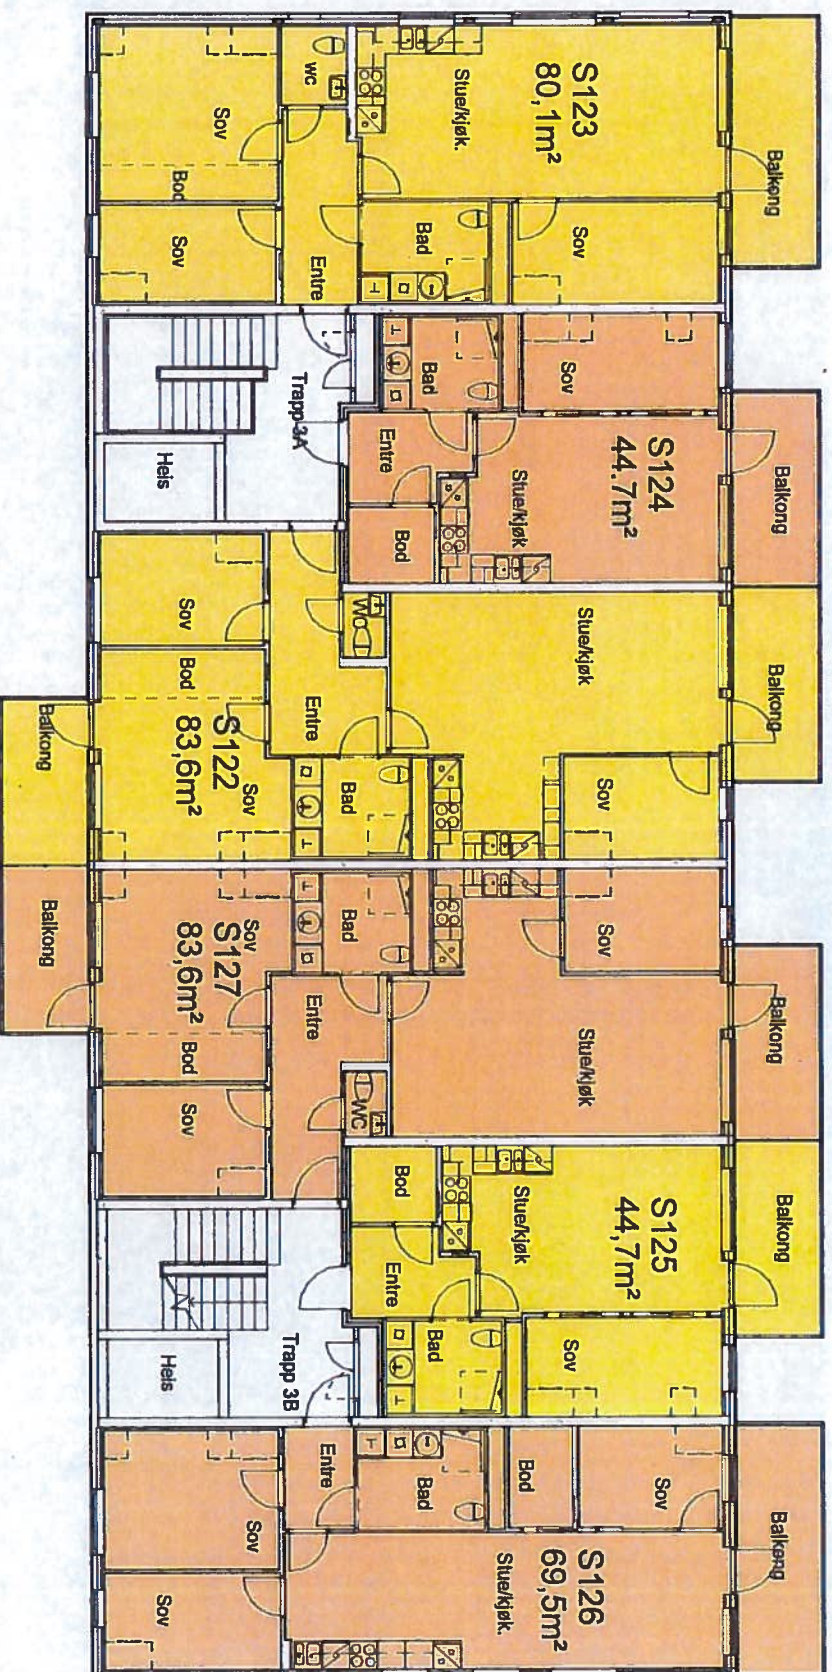 S123
80,1m²
Balkong
Stue/kjøk.
wc
Sov
Bod
Sov
Entre
Bad
Sov
S124
44.7m²
Balkong
Sov
Bad
Trapp 3A
Entre
Stue/kjøk
Heis
Bod
S122
83,6m²
Balkong
Stue/kjøk
WC
Sov
Bod
Entre
Sov
Bad
Sov
Balkong
S127
83,6m²
Balkong
Sov
Bad
Sov
Balkong
Entre
Stue/kjøk
Bod
Sov
WC
S125
44,7m²
Balkong
Stue/kjøk
Bod
Entre
Bad
Sov
Trapp 3B
Heis
S126
69,5m²
Balkong
Sov
Bod
Bad
Entre
Sov
Stue/kjøk.
Sov